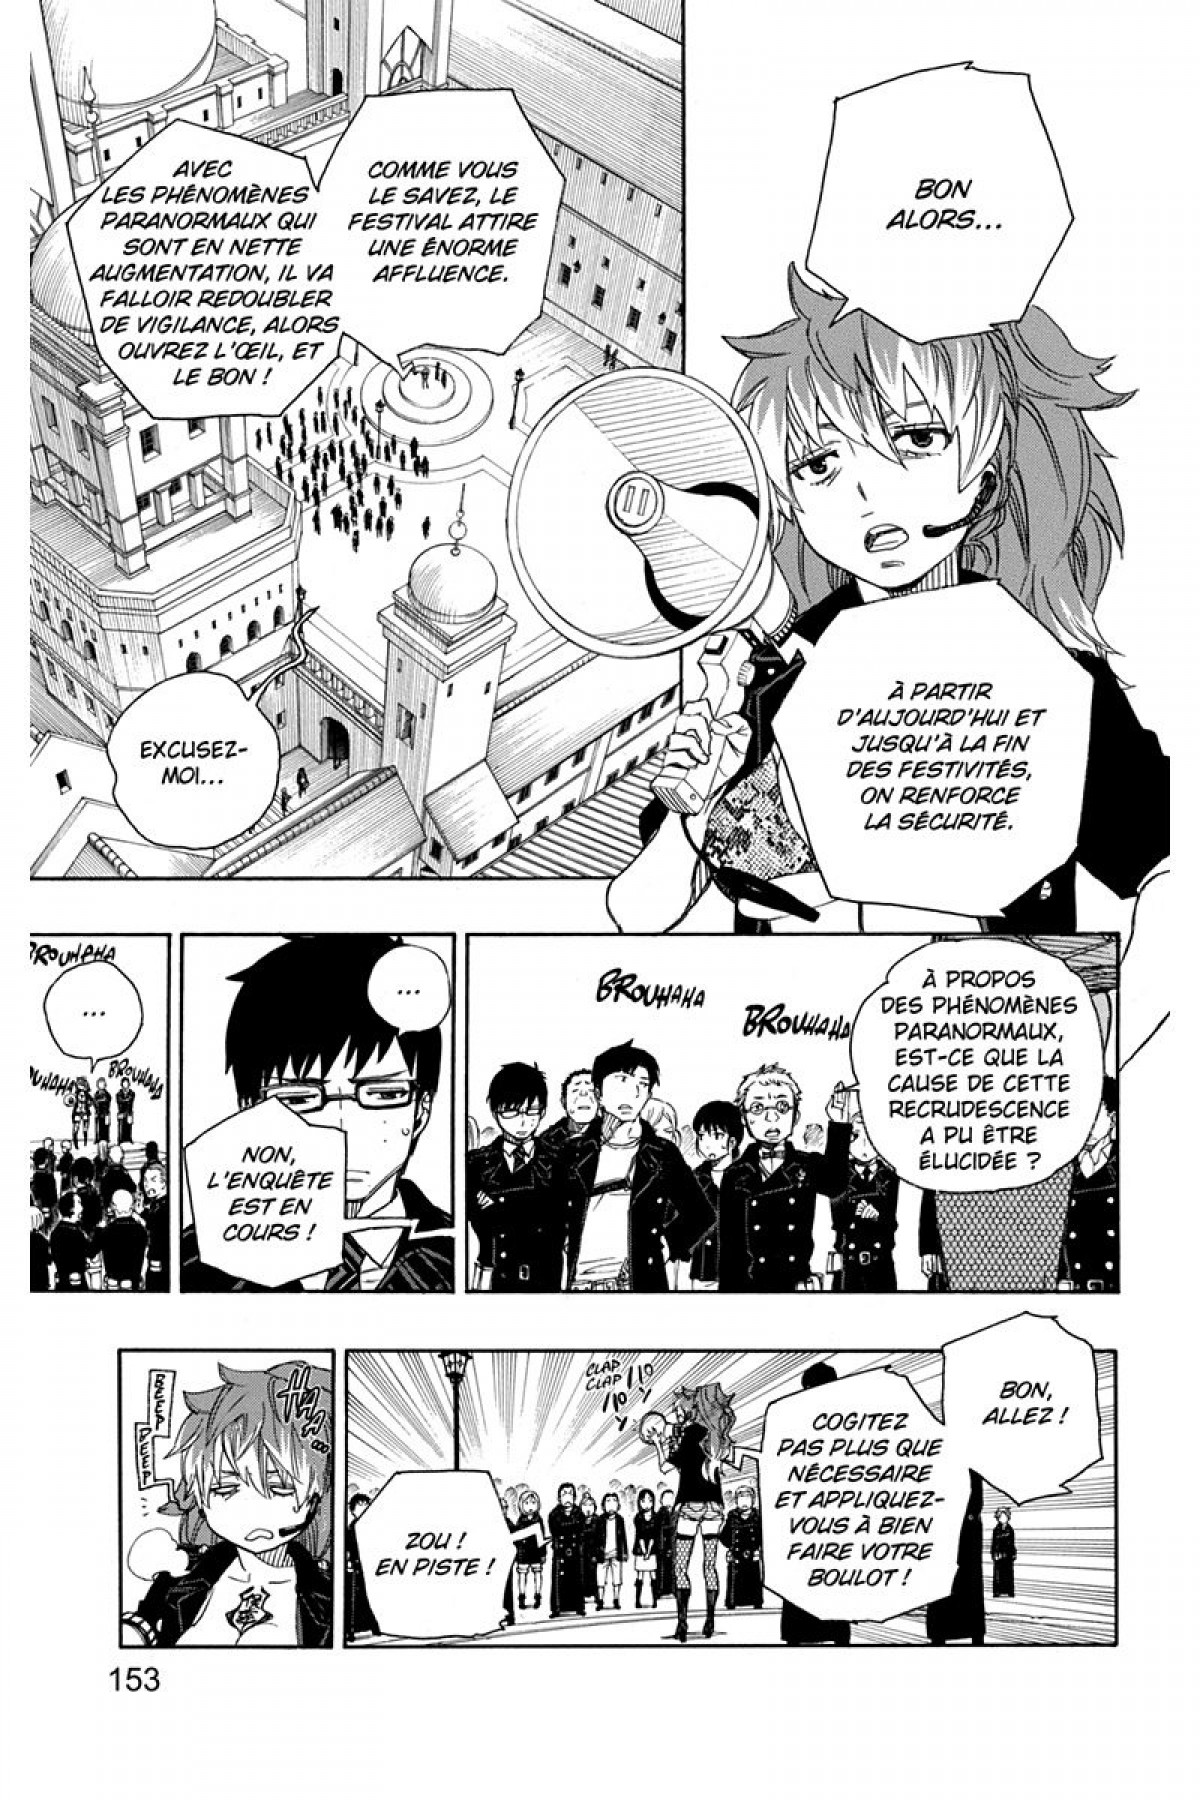 BON
ALORS...
À PARTIR
D'AUJOURD'HUI ET
JUSQU'À LA FIN
DES FESTIVITÉS,
ON RENFORCE
LA SÉCURITÉ.
COMME VOUS
LE SAVEZ, LE
FESTIVAL ATTIRE
UNE ÉNORME
AFFLUENCE.
AVEC
LES PHÉNOMÈNES
PARANORMAUX QUI
SONT EN NETTE
AUGMENTATION, IL VA
FALLOIR REDOUBLER
DE VIGILANCE, ALORS
OUVREZ L'ŒIL, ET
LE BON !
EXCUSEZ-
MOI...
À PROPOS
DES PHÉNOMÈNES
PARANORMAUX,
EST-CE QUE LA
CAUSE DE CETTE
RECRUDESCENCE
A PU ÊTRE
ÉLUCIDÉE ?
BROUHAHA
BROUHAHA
...
NON,
L'ENQUÊTE
EST EN
COURS !
BROUHAHA
...
BROUHAHA
BROUHAHA
BON,
ALLEZ !
COGITEZ
PAS PLUS QUE
NÉCESSAIRE
ET APPLIQUEZ-
VOUS À BIEN
FAIRE VOTRE
BOULOT !
CLAP
CLAP
ZOU !
EN PISTE !
BEEP
BEEP
153